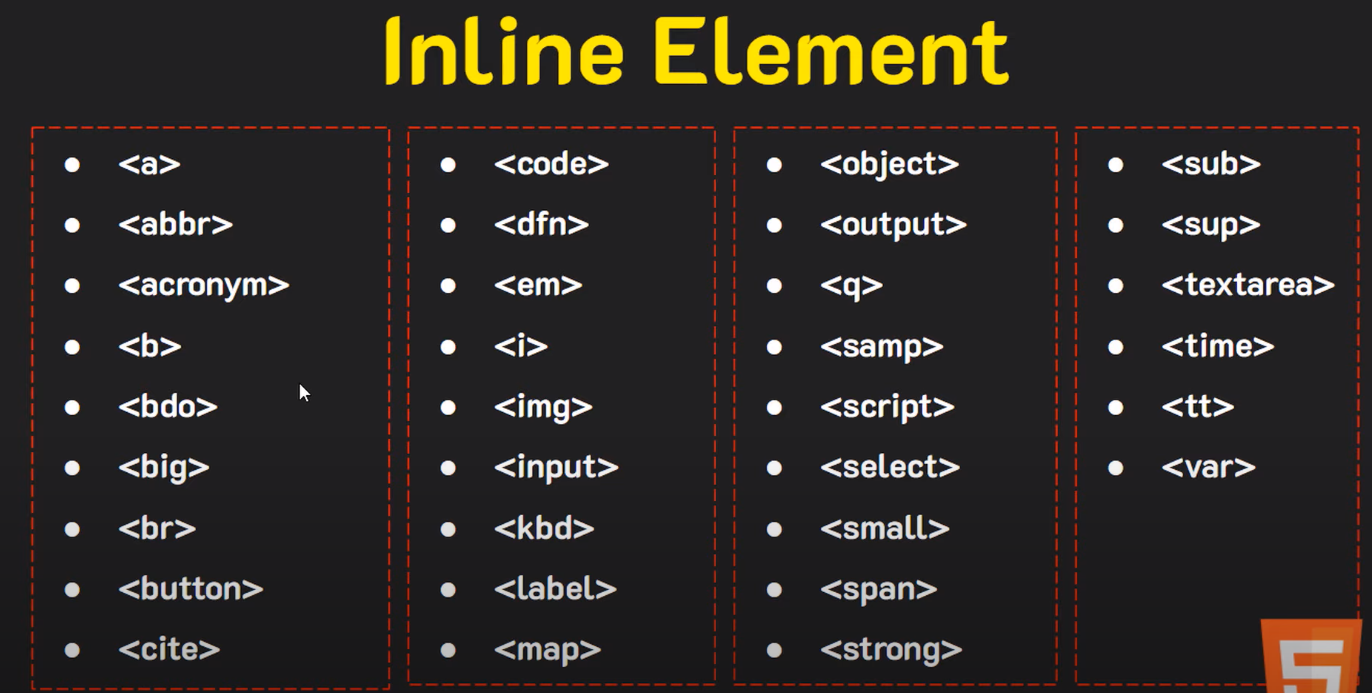 Inline Element
<a>
<abbr>
<acronym>
<b>
<bdo>
<big>
<br>
<button>
<cite>
<code>
<dfn>
<em>
<i>
<img>
<input>
<kbd>
<label>
<map>
<object>
<output>
<q>
<samp>
<script>
<select>
<small>
<span>
<strong>
<sub>
<sup>
<textarea>
<time>
<tt>
<var>